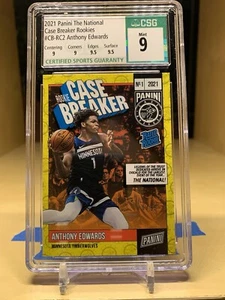 2021 Panini The National
Case Breaker Rookies
#CB-RC2 Anthony Edwards
Centering Corners Edges Surface
9 9 9.5 9.5
CERTIFIED SPORTS GUARANTY
CSG
Mint
9
CASE
BREAKER
PANINI
2021
RATED
ROOKIE
MINNESOTA
1
THE NATIONAL!
ANTHONY EDWARDS
MINNESOTA TIMBERWOLVES
PANINI